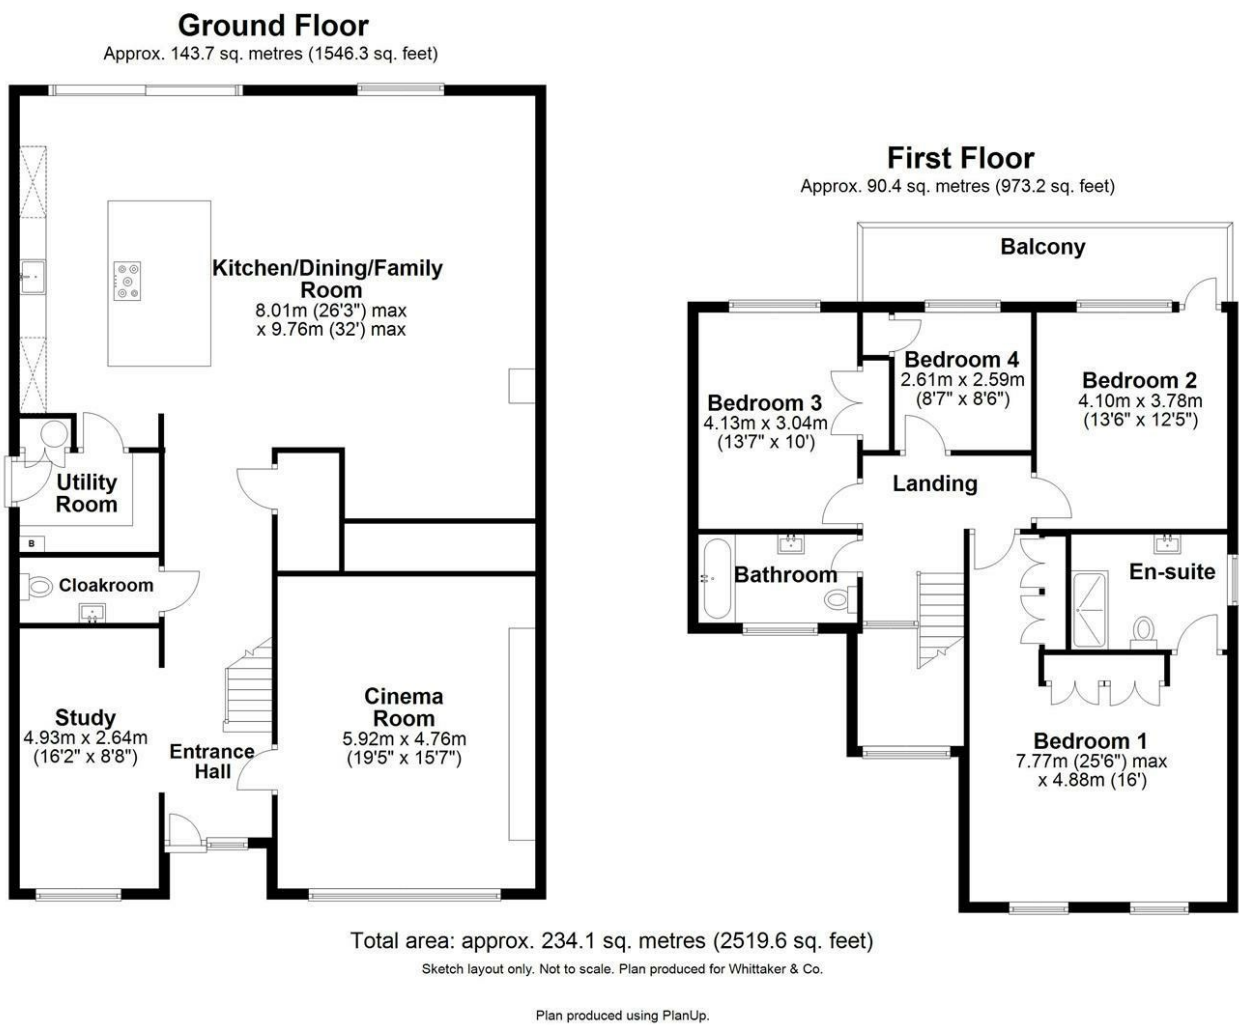 Ground Floor
Approx. 143.7 sq. metres (1546.3 sq. feet)
Kitchen/Dining/Family
Room
8.01m (26'3") max
x 9.76m (32') max
Utility
Room
B
Cloakroom
Study
4.93m x 2.64m
(16'2" x 8'8")
Entrance
Hall
Cinema
Room
5.92m x 4.76m
(19'5" x 15'7")
First Floor
Approx. 90.4 sq. metres (973.2 sq. feet)
Balcony
Bedroom 3
4.13m x 3.04m
(13'7" x 10')
Bedroom 4
2.61m x 2.59m
(8'7" x 8'6")
Bedroom 2
4.10m x 3.78m
(13'6" x 12'5")
Landing
Bathroom
En-suite
Bedroom 1
7.77m (25'6") max
x 4.88m (16')
Total area: approx. 234.1 sq. metres (2519.6 sq. feet)
Sketch layout only. Not to scale. Plan produced for Whittaker & Co.
Plan produced using PlanUp.